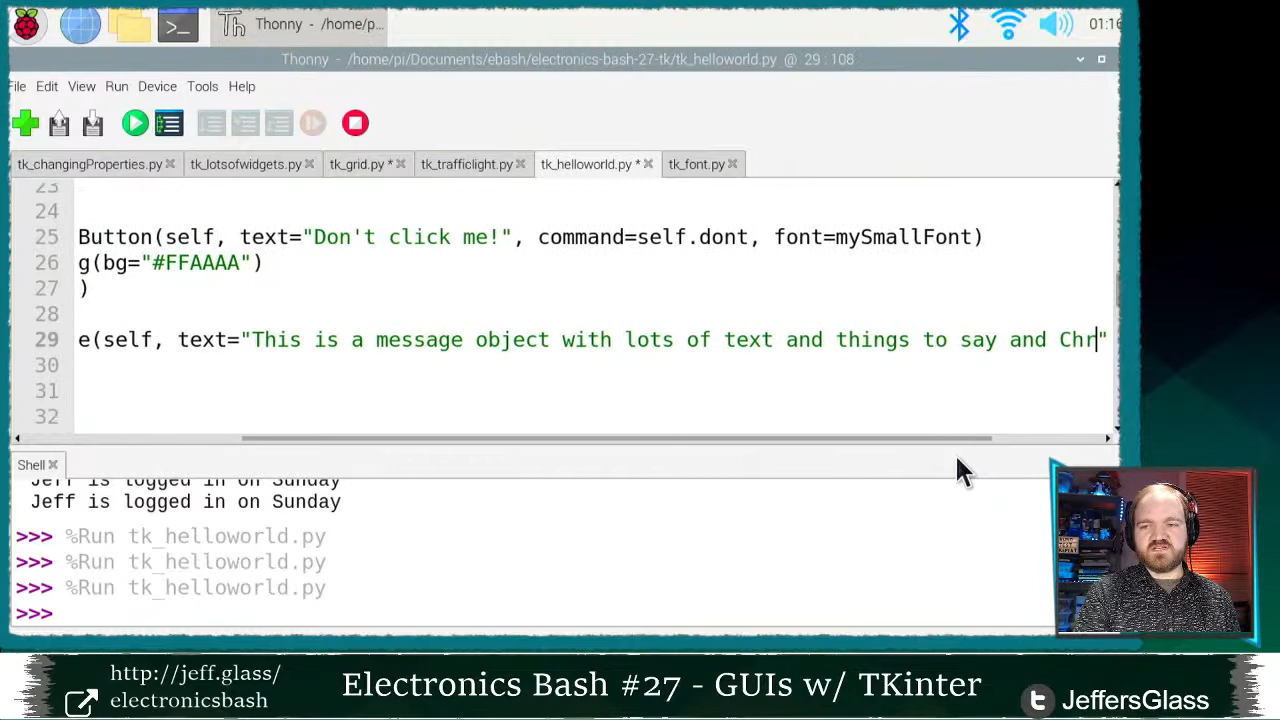 Thonny - /home/p...
01:16
Thonny - /home/pi/Documents/ebash/electronics-bash-27-tk/tk_helloworld.py @ 29 : 108
File Edit View Run Device Tools Help
tk_changingProperties.py tk_lotsofwidgets.py tk_grid.py * tk_trafficlight.py tk_helloworld.py * tk_font.py
23
24
25 Button(self, text="Don't click me!", command=self.dont, font=mySmallFont)
26 g(bg="#FFAAAA")
27 )
28
29 e(self, text="This is a message object with lots of text and things to say and Chr"
30
31
32
Shell
Jeff is logged in on Sunday
Jeff is logged in on Sunday
>>> %Run tk_helloworld.py
>>> %Run tk_helloworld.py
>>> %Run tk_helloworld.py
>>>
http://jeff.glass/
electronicsbash
Electronics Bash #27 - GUIs w/ TKinter
JeffersGlass